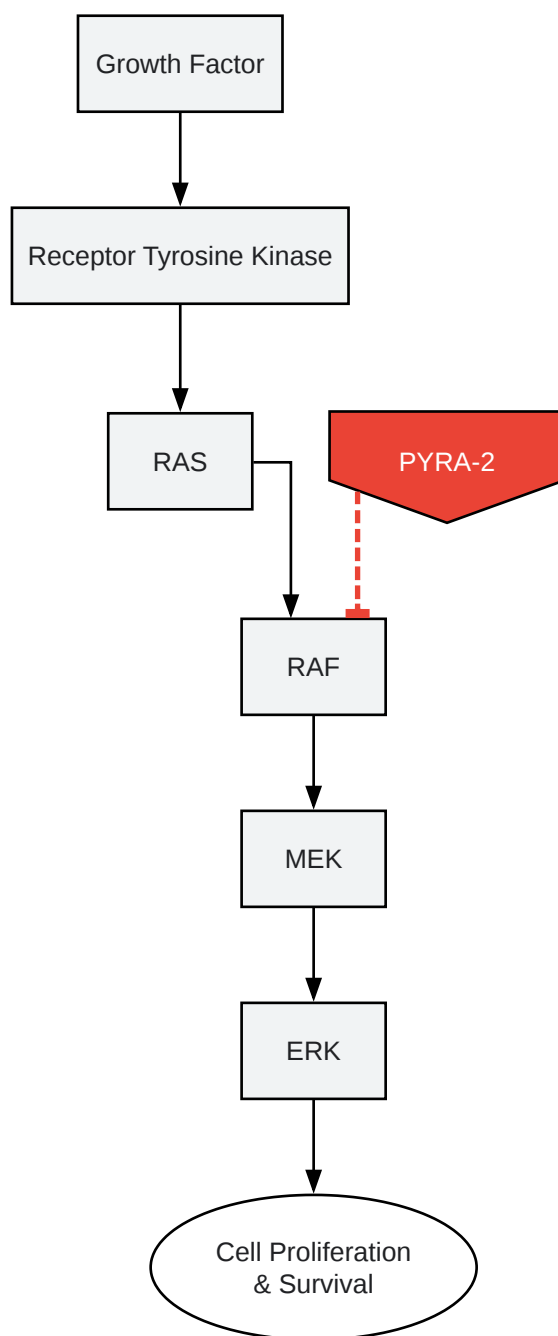 Growth Factor
Receptor Tyrosine Kinase
RAS
PYRA-2
RAF
MEK
ERK
Cell Proliferation
& Survival